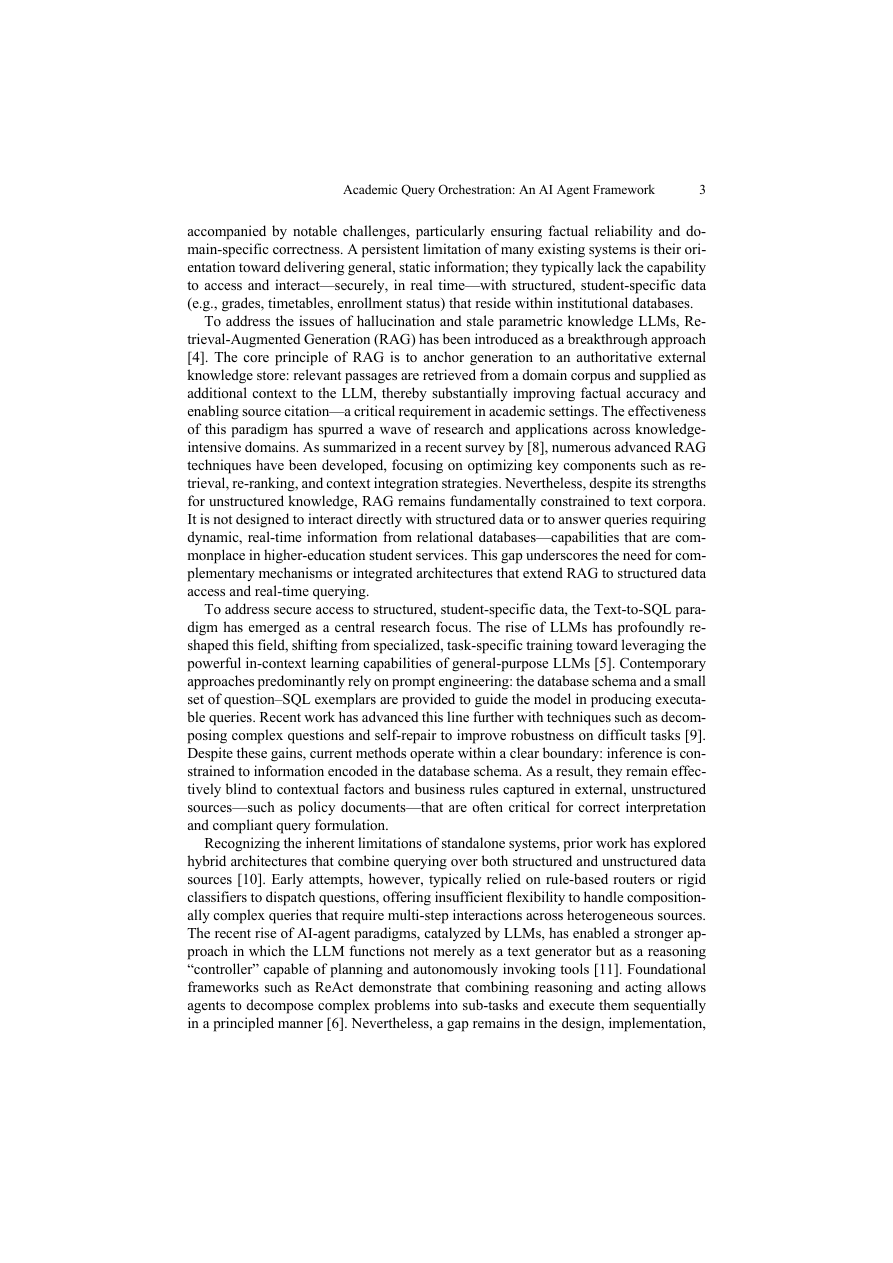 Academic Query Orchestration: An AI Agent Framework 3
accompanied by notable challenges, particularly ensuring factual reliability and do-
main-specific correctness. A persistent limitation of many existing systems is their ori-
entation toward delivering general, static information; they typically lack the capability
to access and interact—securely, in real time—with structured, student-specific data
(e.g., grades, timetables, enrollment status) that reside within institutional databases.
To address the issues of hallucination and stale parametric knowledge LLMs, Re-
trieval-Augmented Generation (RAG) has been introduced as a breakthrough approach
[4]. The core principle of RAG is to anchor generation to an authoritative external
knowledge store: relevant passages are retrieved from a domain corpus and supplied as
additional context to the LLM, thereby substantially improving factual accuracy and
enabling source citation—a critical requirement in academic settings. The effectiveness
of this paradigm has spurred a wave of research and applications across knowledge-
intensive domains. As summarized in a recent survey by [8], numerous advanced RAG
techniques have been developed, focusing on optimizing key components such as re-
trieval, re-ranking, and context integration strategies. Nevertheless, despite its strengths
for unstructured knowledge, RAG remains fundamentally constrained to text corpora.
It is not designed to interact directly with structured data or to answer queries requiring
dynamic, real-time information from relational databases—capabilities that are com-
monplace in higher-education student services. This gap underscores the need for com-
plementary mechanisms or integrated architectures that extend RAG to structured data
access and real-time querying.
To address secure access to structured, student-specific data, the Text-to-SQL para-
digm has emerged as a central research focus. The rise of LLMs has profoundly re-
shaped this field, shifting from specialized, task-specific training toward leveraging the
powerful in-context learning capabilities of general-purpose LLMs [5]. Contemporary
approaches predominantly rely on prompt engineering: the database schema and a small
set of question–SQL exemplars are provided to guide the model in producing executa-
ble queries. Recent work has advanced this line further with techniques such as decom-
posing complex questions and self-repair to improve robustness on difficult tasks [9].
Despite these gains, current methods operate within a clear boundary: inference is con-
strained to information encoded in the database schema. As a result, they remain effec-
tively blind to contextual factors and business rules captured in external, unstructured
sources—such as policy documents—that are often critical for correct interpretation
and compliant query formulation.
Recognizing the inherent limitations of standalone systems, prior work has explored
hybrid architectures that combine querying over both structured and unstructured data
sources [10]. Early attempts, however, typically relied on rule-based routers or rigid
classifiers to dispatch questions, offering insufficient flexibility to handle composition-
ally complex queries that require multi-step interactions across heterogeneous sources.
The recent rise of AI-agent paradigms, catalyzed by LLMs, has enabled a stronger ap-
proach in which the LLM functions not merely as a text generator but as a reasoning
“controller” capable of planning and autonomously invoking tools [11]. Foundational
frameworks such as ReAct demonstrate that combining reasoning and acting allows
agents to decompose complex problems into sub-tasks and execute them sequentially
in a principled manner [6]. Nevertheless, a gap remains in the design, implementation,